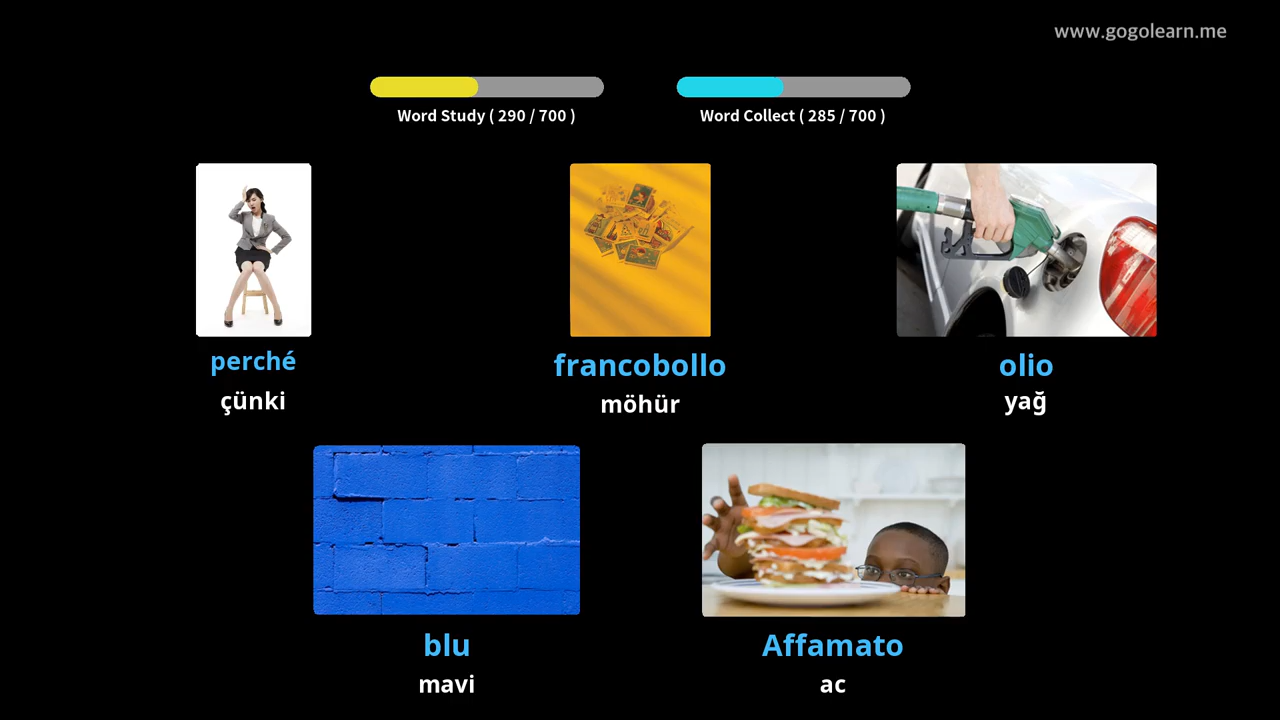 www.gogolearn.me
Word Study ( 290 / 700 )
Word Collect ( 285 / 700 )
perché
çünki
francobollo
möhür
olio
yağ
blu
mavi
Affamato
ac